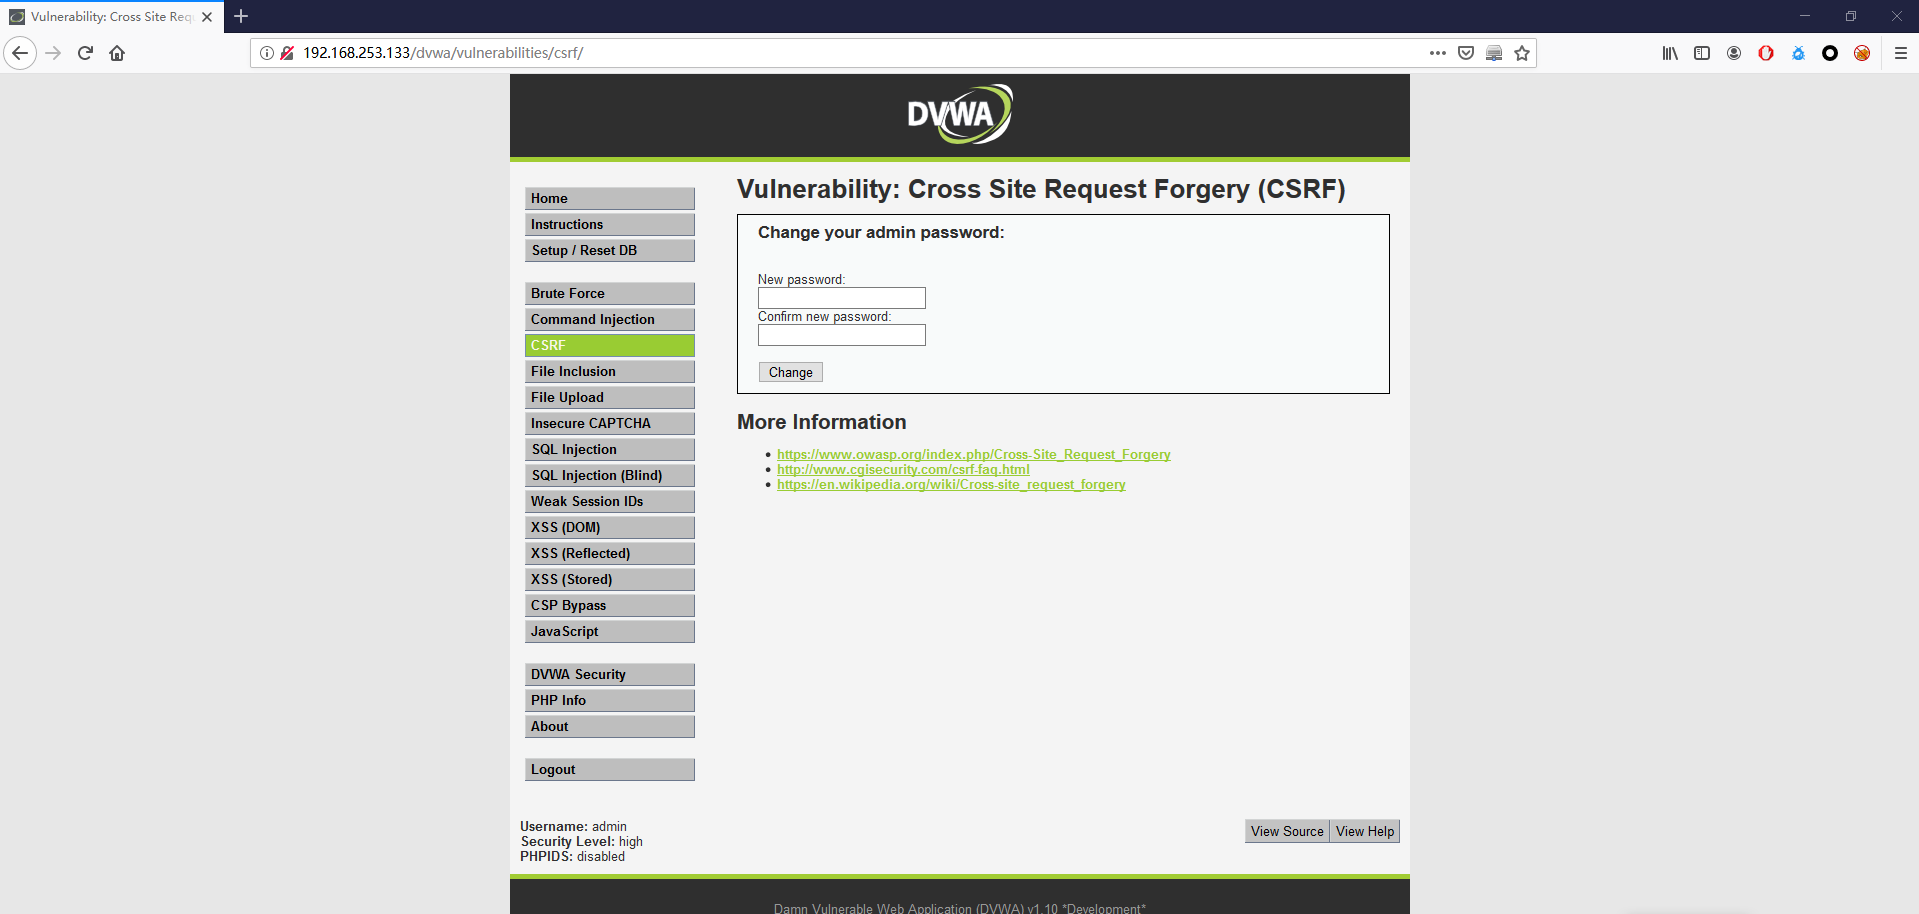 Vulnerability: Cross Site Req
192.168.253.133/dvwa/vulnerabilities/csrf/
DVWA
Home
Instructions
Setup / Reset DB
Brute Force
Command Injection
CSRF
File Inclusion
File Upload
Insecure CAPTCHA
SQL Injection
SQL Injection (Blind)
Weak Session IDs
XSS (DOM)
XSS (Reflected)
XSS (Stored)
CSP Bypass
JavaScript
DVWA Security
PHP Info
About
Logout
Vulnerability: Cross Site Request Forgery (CSRF)
Change your admin password:
New password:
Confirm new password:
Change
More Information
https://www.owasp.org/index.php/Cross-Site_Request_Forgery
http://www.cgisecurity.com/csrf-faq.html
https://en.wikipedia.org/wiki/Cross-site_request_forgery
Username: admin
Security Level: high
PHPIDS: disabled
View Source View Help
Damn Vulnerable Web Application (DVWA) v1.10 *Development*